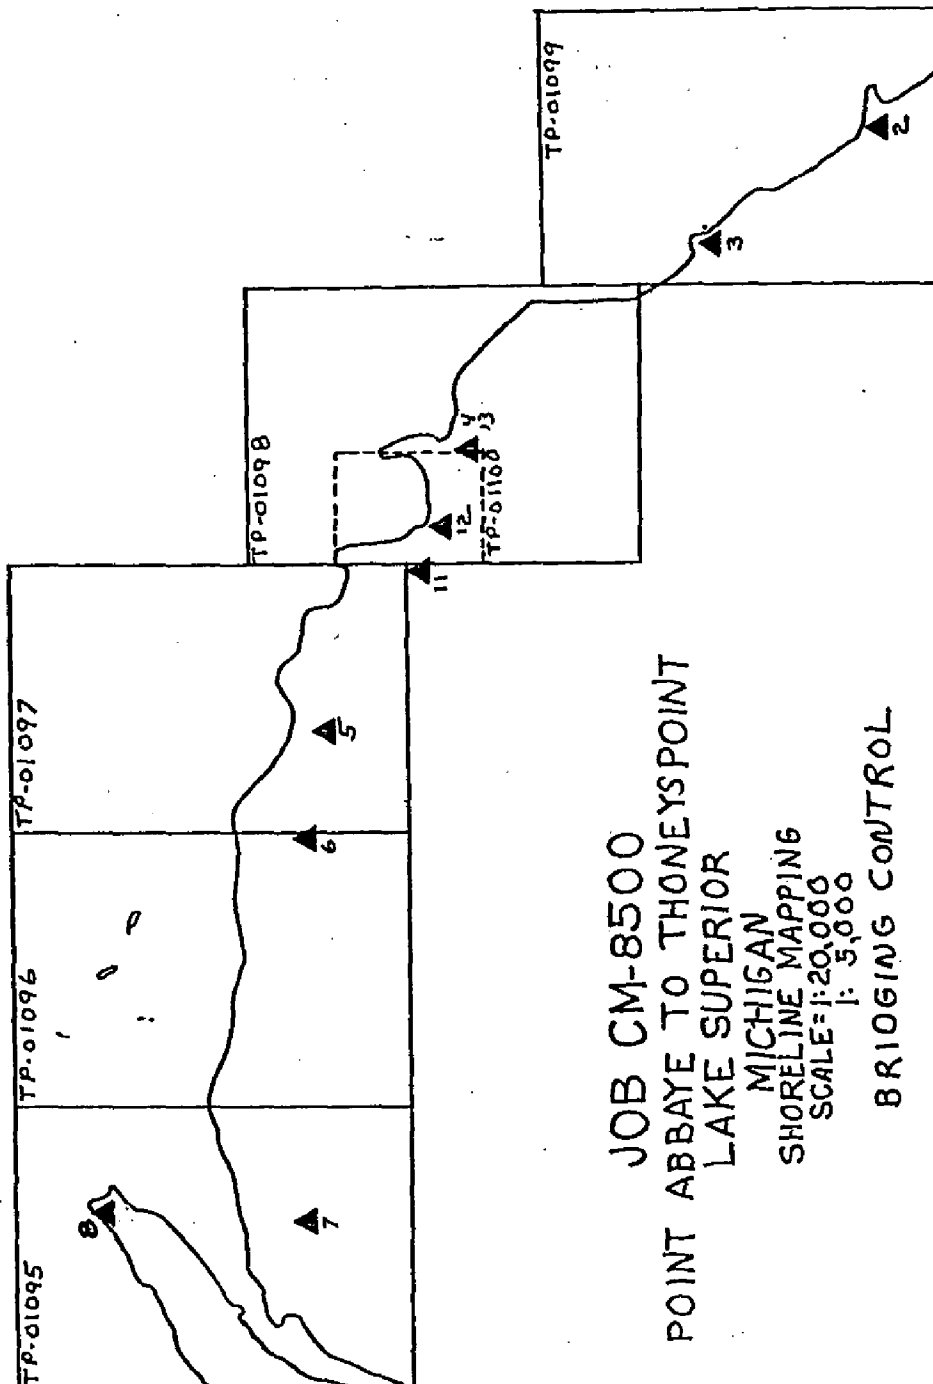 TP-01095
TP-01096
TP-01097
TP-01098
TP-01099
8
7
6
5
11
12
TP-01100
4
13
3
2
JOB CM-8500
POINT ABBAYE TO THONEYSPOINT
LAKE SUPERIOR
MICHIGAN
SHORELINE MAPPING
SCALE=1:20,000
1:5,000
BRIDGING CONTROL